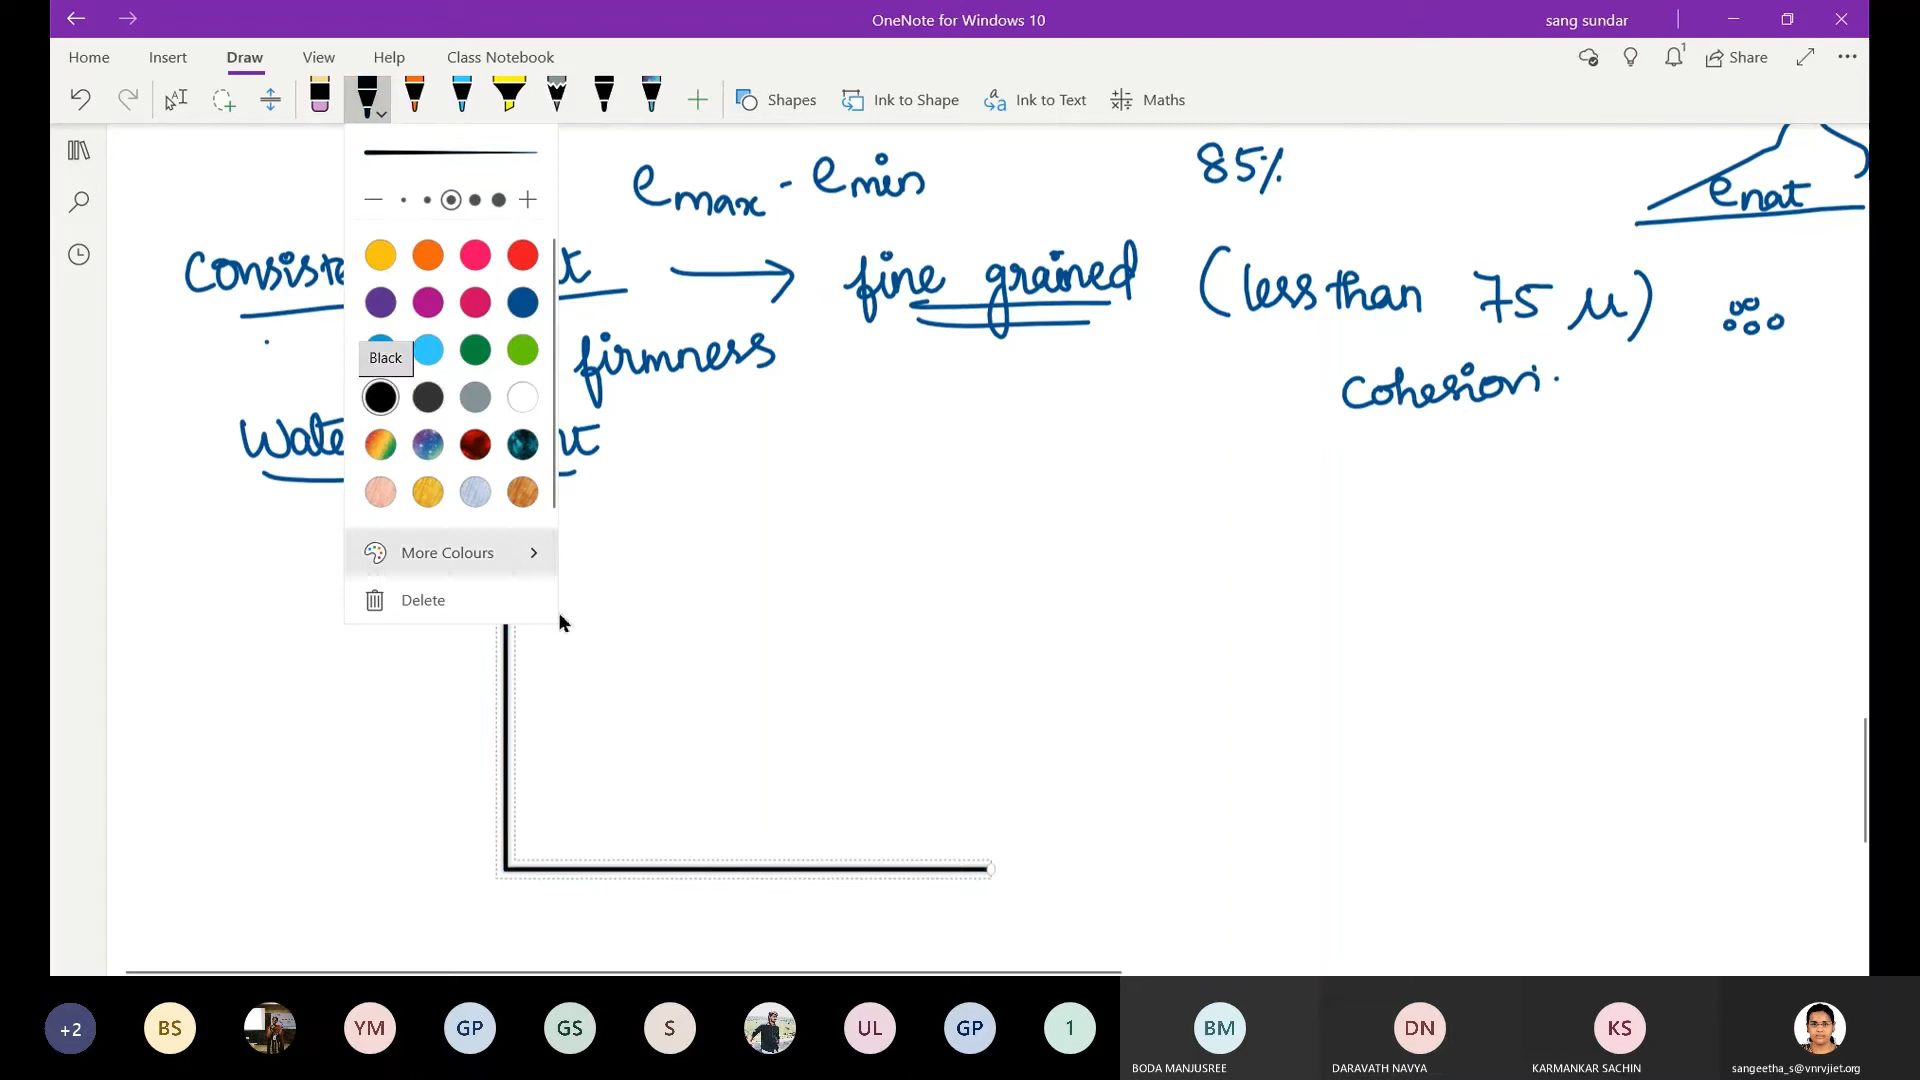 OneNote for Windows 10
sang sundar
Home Insert Draw View Help Class Notebook
1
Share
Shapes Ink to Shape Ink to Text Maths
emax - emin
85%
enat
fine grained (less than 75 μ)
Black
firmness
cohesion.
Wate
More Colours
Delete
+2 BS YM GP GS S UL GP 1 BM DN KS
BODA MANJUSREE DARAVATH NAVYA KARMANKAR SACHIN sangeetha_s@vnrvjiet.org